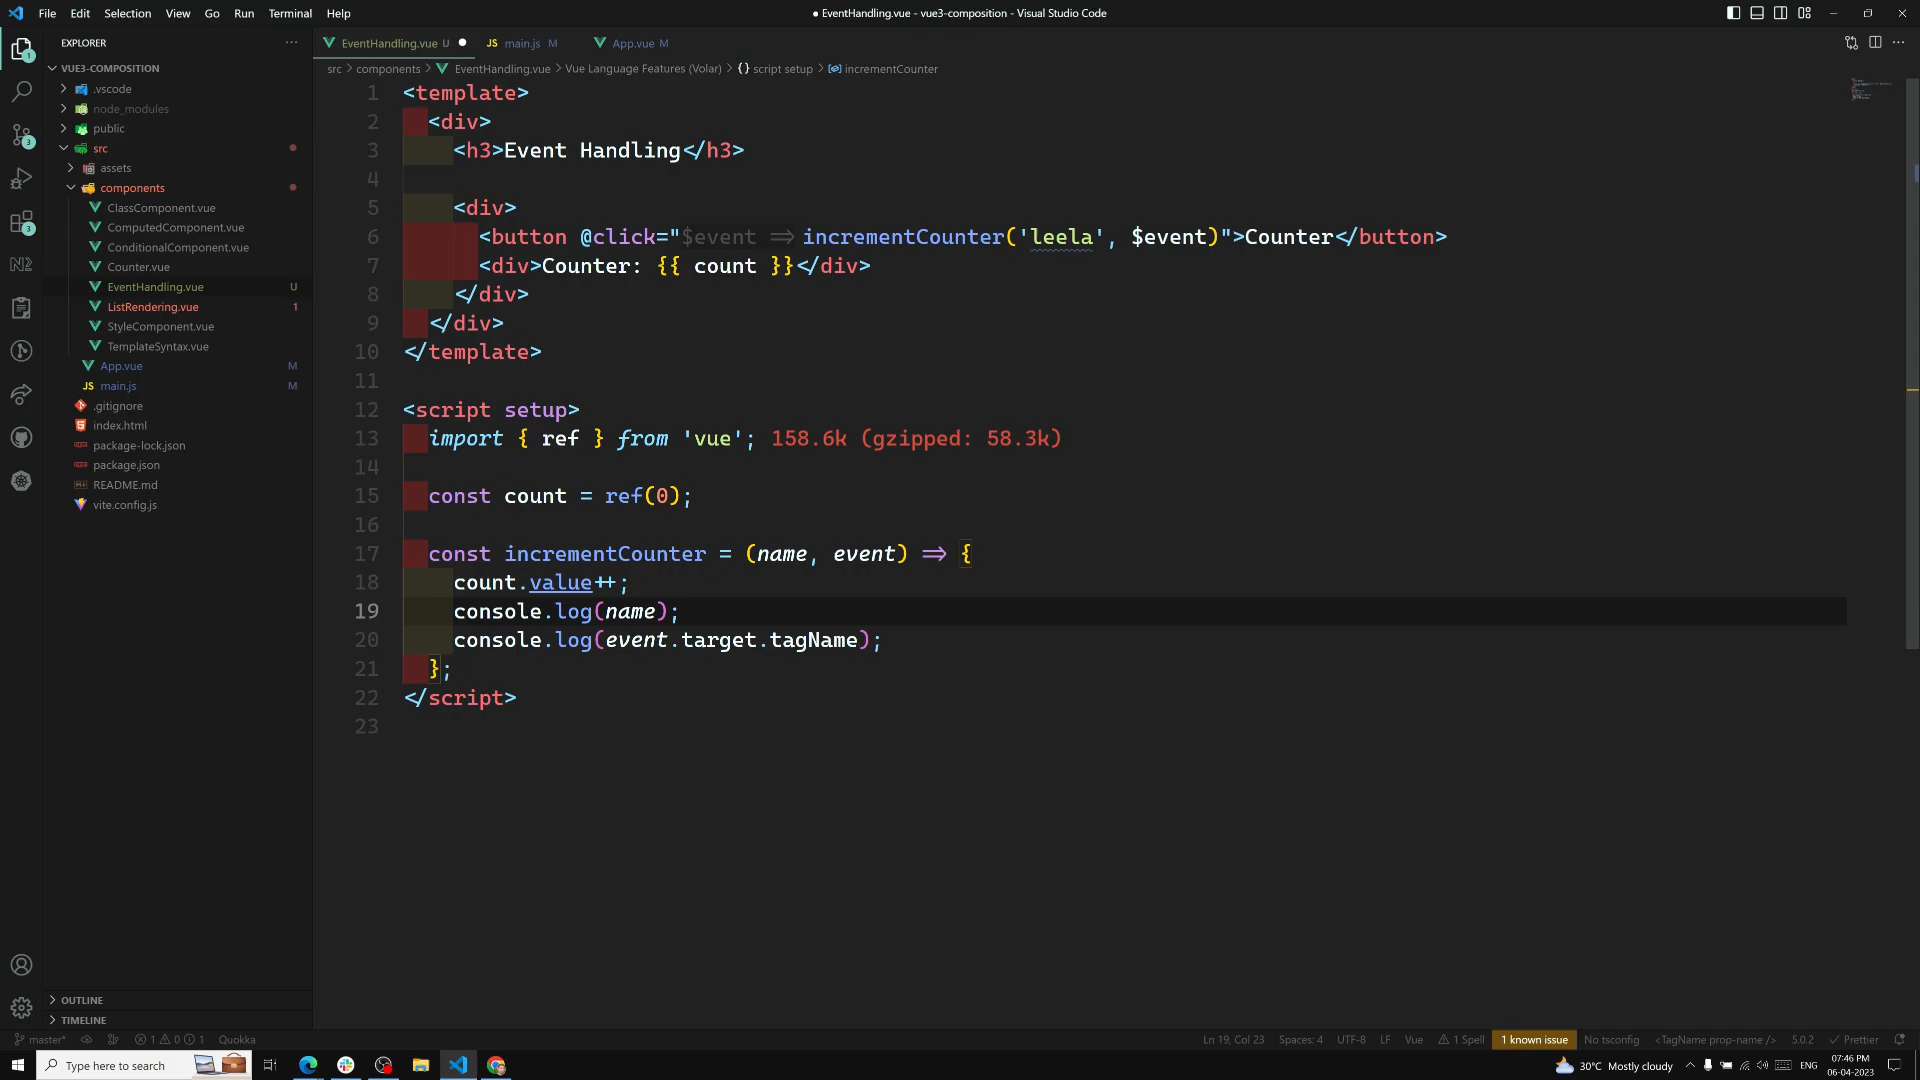 File Edit Selection View Go Run Terminal Help
● EventHandling.vue - vue3-composition - Visual Studio Code
EXPLORER
VUE3-COMPOSITION
.vscode
node_modules
public
src
assets
components
ClassComponent.vue
ComputedComponent.vue
ConditionalComponent.vue
Counter.vue
EventHandling.vue U
ListRendering.vue 1
StyleComponent.vue
TemplateSyntax.vue
App.vue M
JS main.js M
.gitignore
index.html
package-lock.json
package.json
README.md
vite.config.js
OUTLINE
TIMELINE
EventHandling.vue U ● JS main.js M App.vue M
src > components > EventHandling.vue > Vue Language Features (Volar) > {} script setup > incrementCounter
1 <template>
2 <div>
3 <h3>Event Handling</h3>
4
5 <div>
6 <button @click="$event => incrementCounter('leela', $event)">Counter</button>
7 <div>Counter: {{ count }}</div>
8 </div>
9 </div>
10 </template>
11
12 <script setup>
13 import { ref } from 'vue'; 158.6k (gzipped: 58.3k)
14
15 const count = ref(0);
16
17 const incrementCounter = (name, event) => {
18 count.value++;
19 console.log(name);
20 console.log(event.target.tagName);
21 };
22 </script>
23
master* 1 0 1 Quokka
Ln 19, Col 23 Spaces: 4 UTF-8 LF Vue 1 Spell 1 known issue No tsconfig <TagName prop-name /> 5.0.2 Prettier
Type here to search
30°C Mostly cloudy ENG 07:46 PM
06-04-2023